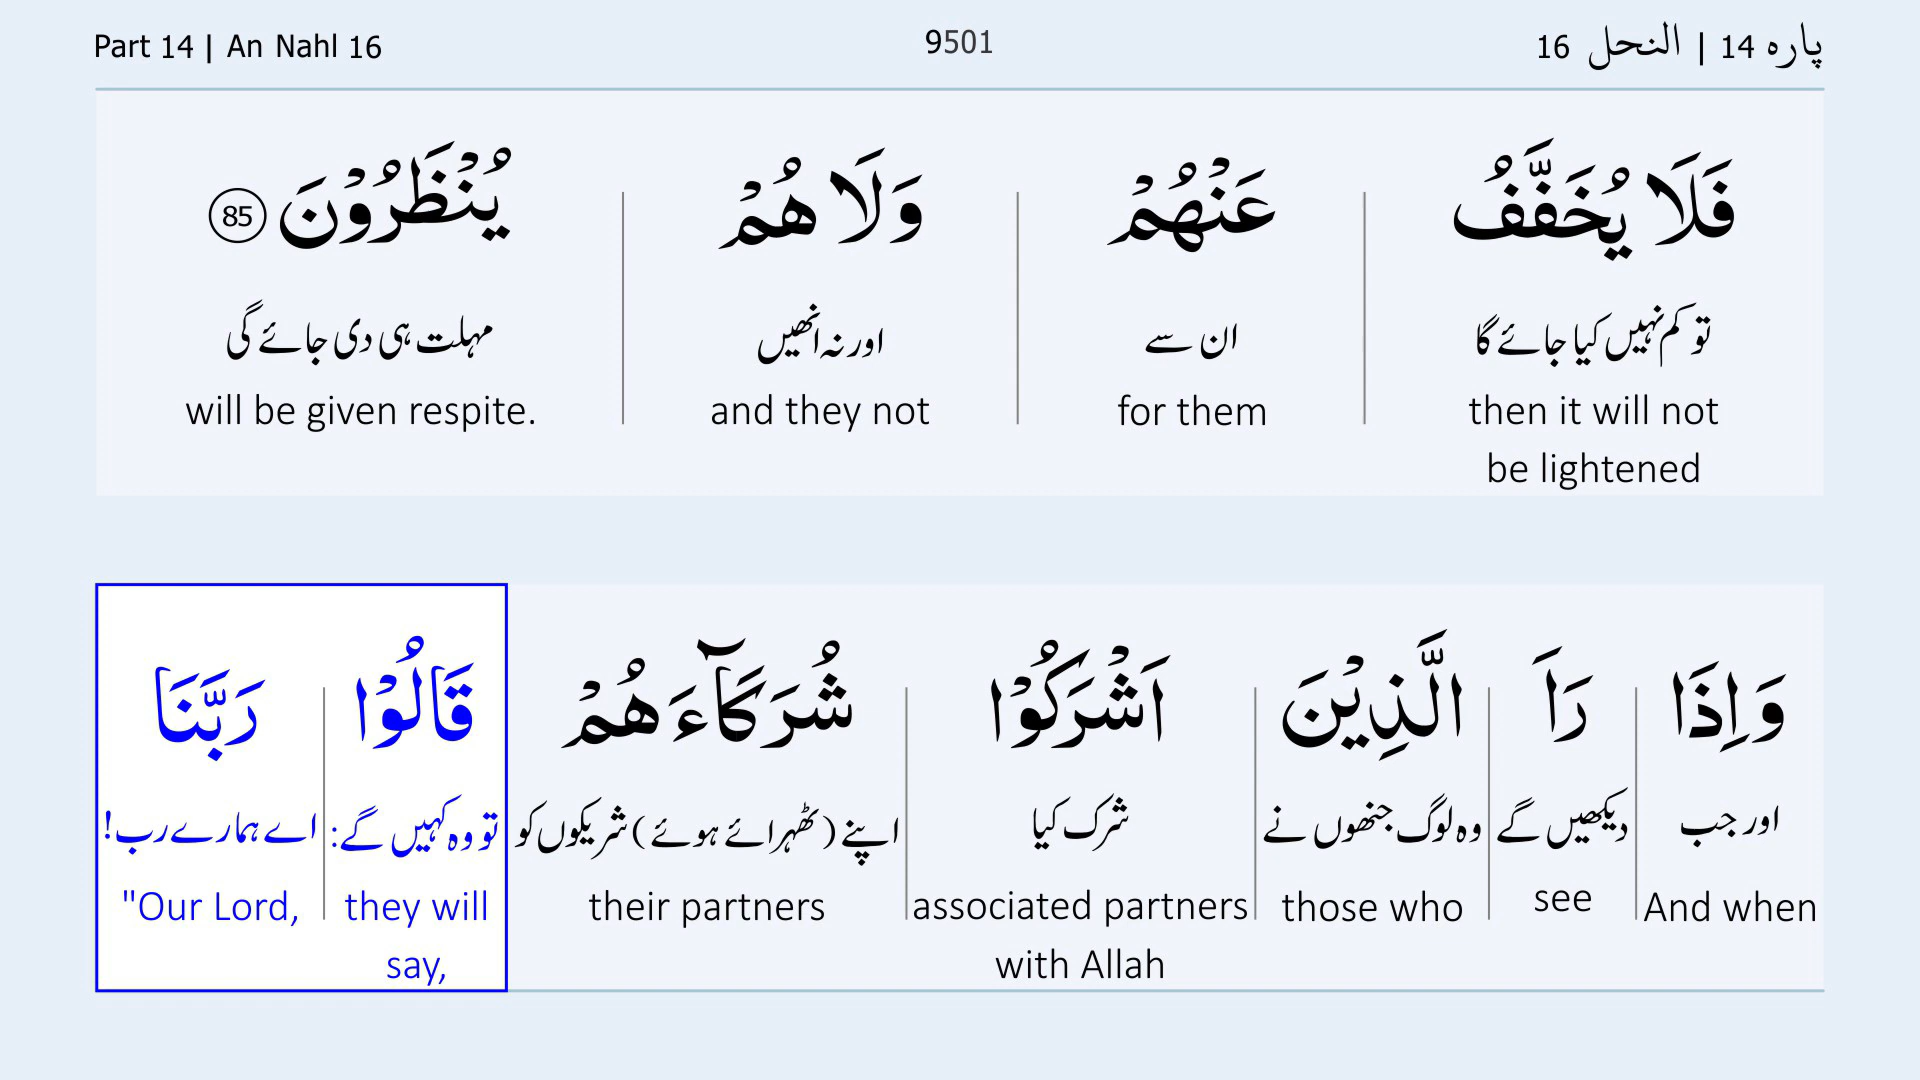 Part 14 | An Nahl 16
9501
پارہ 14 | النحل 16
فَلَا يُخَفَّفُ عَنْهُمْ وَلَا هُمْ يُنْظَرُوْنَ 85
تو کم نہیں کیا جائے گا ان سے اور نہ انھیں مہلت ہی دی جائے گی
then it will not for them and they not will be given respite.
be lightened
وَاِذَا رَاَ الَّذِيْنَ اَشْرَكُوْا شُرَكَآءَهُمْ قَالُوْا رَبَّنَا
اور جب دیکھیں گے وہ لوگ جنھوں نے شرک کیا اپنے (ٹھہرائے ہوئے) شریکوں کو تو وہ کہیں گے: اے ہمارے رب!
And when see those who associated partners their partners they will "Our Lord,
with Allah say,